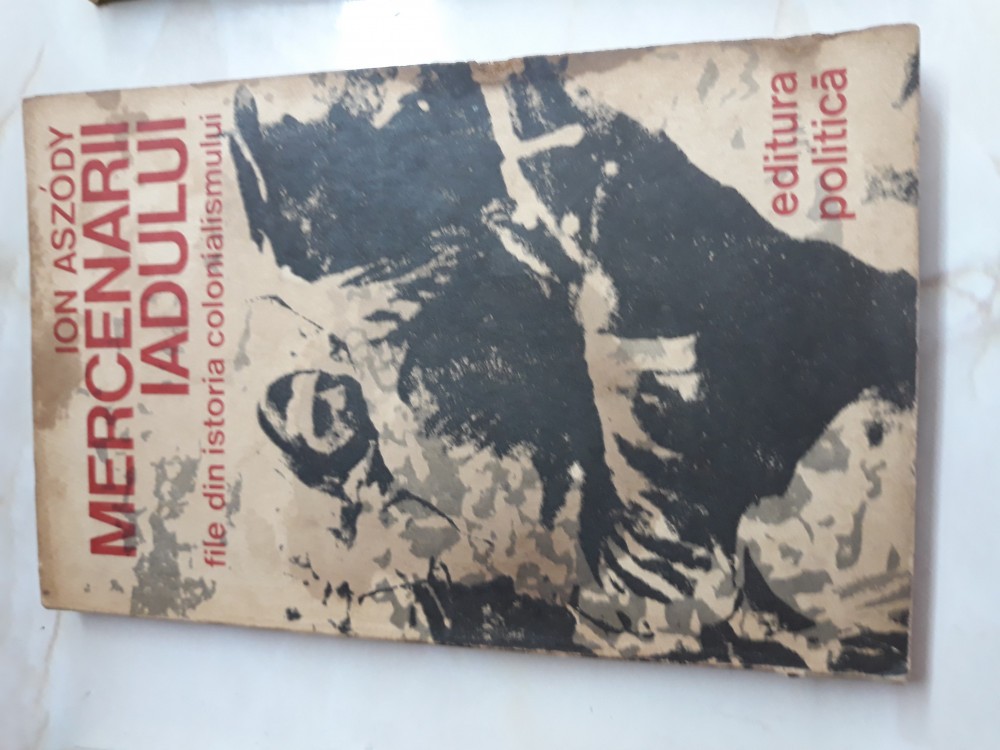 ION ASZÓDY
MERCENARII
IADULUI
file din istoria colonialismului
editura
politică